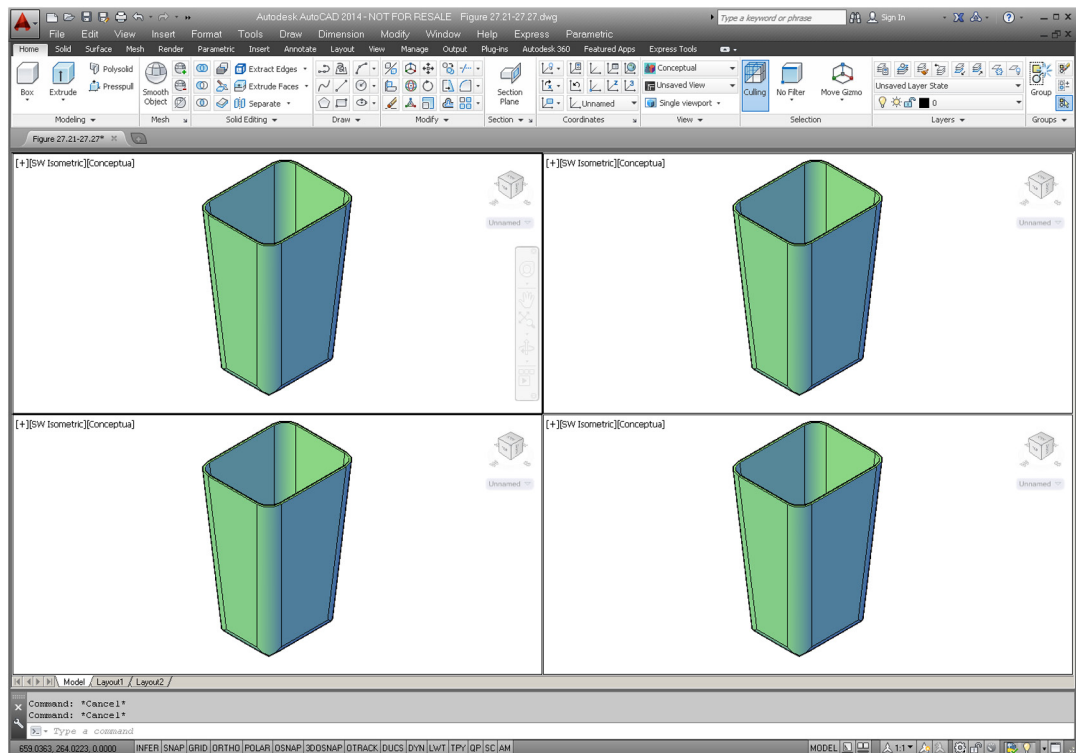 Autodesk AutoCAD 2014 - NOT FOR RESALE Figure 27.21-27 27.dwg
Type a keyword or phrase
Sign In
File Edit View Insert Format Tools Draw Dimension Modify Window Help Express Parametric
Home Solid Surface Mesh Render Parametric Insert Annotate Layout View Manage Output Plug-ins Autodesk 360 Featured Apps Express Tools
Box
Extrude
Polysolid
Presspull
Smooth
Object
Extract Edges
Extrude Faces
Separate
Section
Plane
Unnamed
Conceptual
Unsaved View
Single viewport
Culling
No Filter
Move Gizmo
Unsaved Layer State
0
Group
Modeling Mesh Solid Editing Draw Modify Section Coordinates View Selection Layers Groups
Figure 27.21-27.27*
[+][SW Isometric][Conceptua]
Unnamed
[+][SW Isometric][Conceptua]
Unnamed
[+][SW Isometric][Conceptua]
Unnamed
[+][SW Isometric][Conceptua]
Unnamed
Model Layout1 Layout2
Command: *Cancel*
Command: *Cancel*
Type a command
659.0363, 264.0223, 0.0000 INFER SNAP GRID ORTHO POLAR OSNAP 3DOSNAP OTRACK DUCS DYN LWT TPY QP SC AM MODEL 1:1